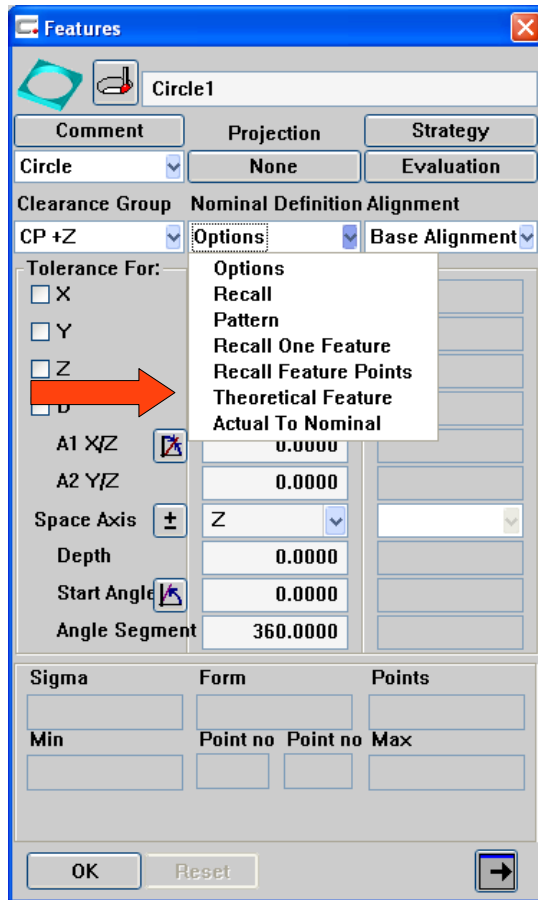 Features
Circle1
Comment Projection Strategy
Circle None Evaluation
Clearance Group Nominal Definition Alignment
CP +Z Options Base Alignment
Tolerance For:
Options
X
Recall
Pattern
Y
Recall One Feature
Z
Recall Feature Points
Theoretical Feature
D
Actual To Nominal
A1 X/Z 0.0000
A2 Y/Z 0.0000
Space Axis ± Z
Depth 0.0000
Start Angle 0.0000
Angle Segment 360.0000
Sigma Form Points
Min Point no Point no Max
OK Reset